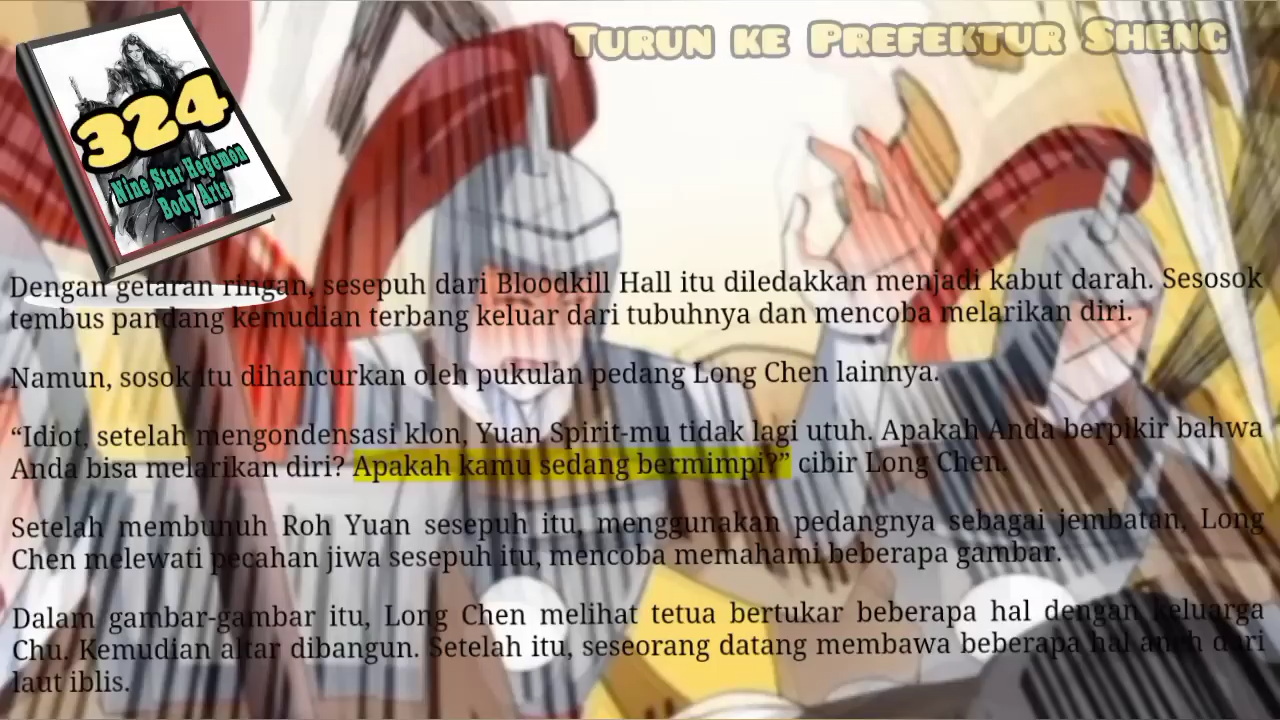 Turun ke Prefektur Sheng
324
Nine Star Hegemon
Body Arts
Dengan getaran ringan, sesepuh dari Bloodkill Hall itu diledakkan menjadi kabut darah. Sesosok
tembus pandang kemudian terbang keluar dari tubuhnya dan mencoba melarikan diri.
Namun, sosok itu dihancurkan oleh pukulan pedang Long Chen lainnya.
“Idiot, setelah mengondensasi klon, Yuan Spirit-mu tidak lagi utuh. Apakah Anda berpikir bahwa
Anda bisa melarikan diri? Apakah kamu sedang bermimpi?” cibir Long Chen.
Setelah membunuh Roh Yuan sesepuh itu, menggunakan pedangnya sebagai jembatan, Long
Chen melewati pecahan jiwa sesepuh itu, mencoba memahami beberapa gambar.
Dalam gambar-gambar itu, Long Chen melihat tetua bertukar beberapa hal dengan keluarga
Chu. Kemudian altar dibangun. Setelah itu, seseorang datang membawa beberapa hal aneh dari
laut iblis.